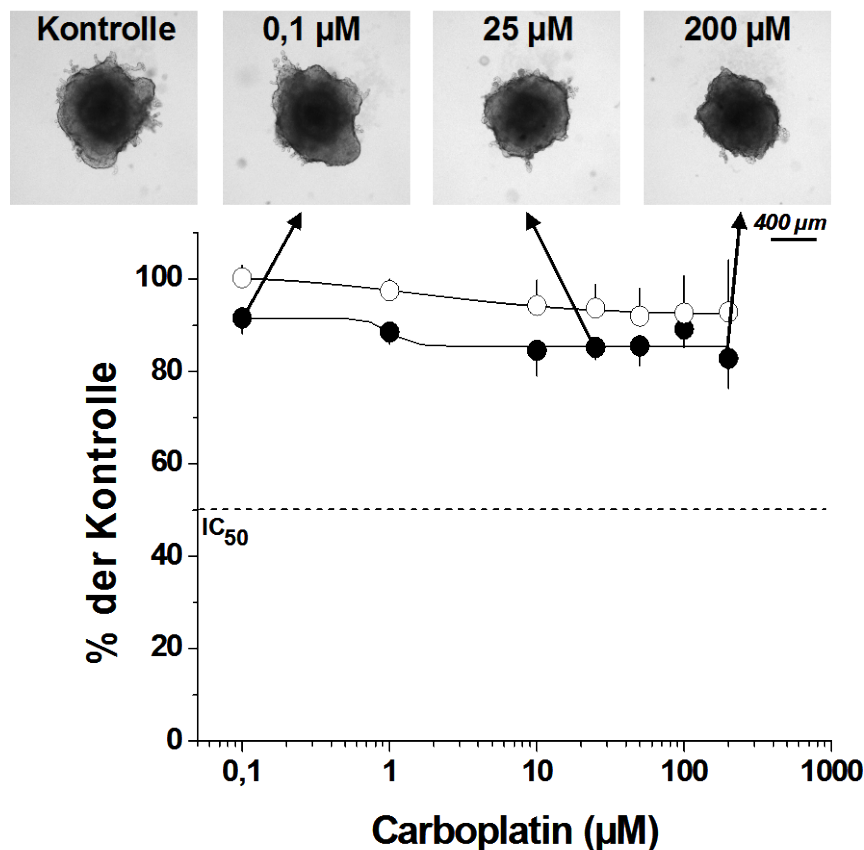 Kontrolle 0,1 µM 25 µM 200 µM
400 µm
100
80
60
IC50
40
20
0
% der Kontrolle
0,1 1 10 100 1000
Carboplatin (µM)